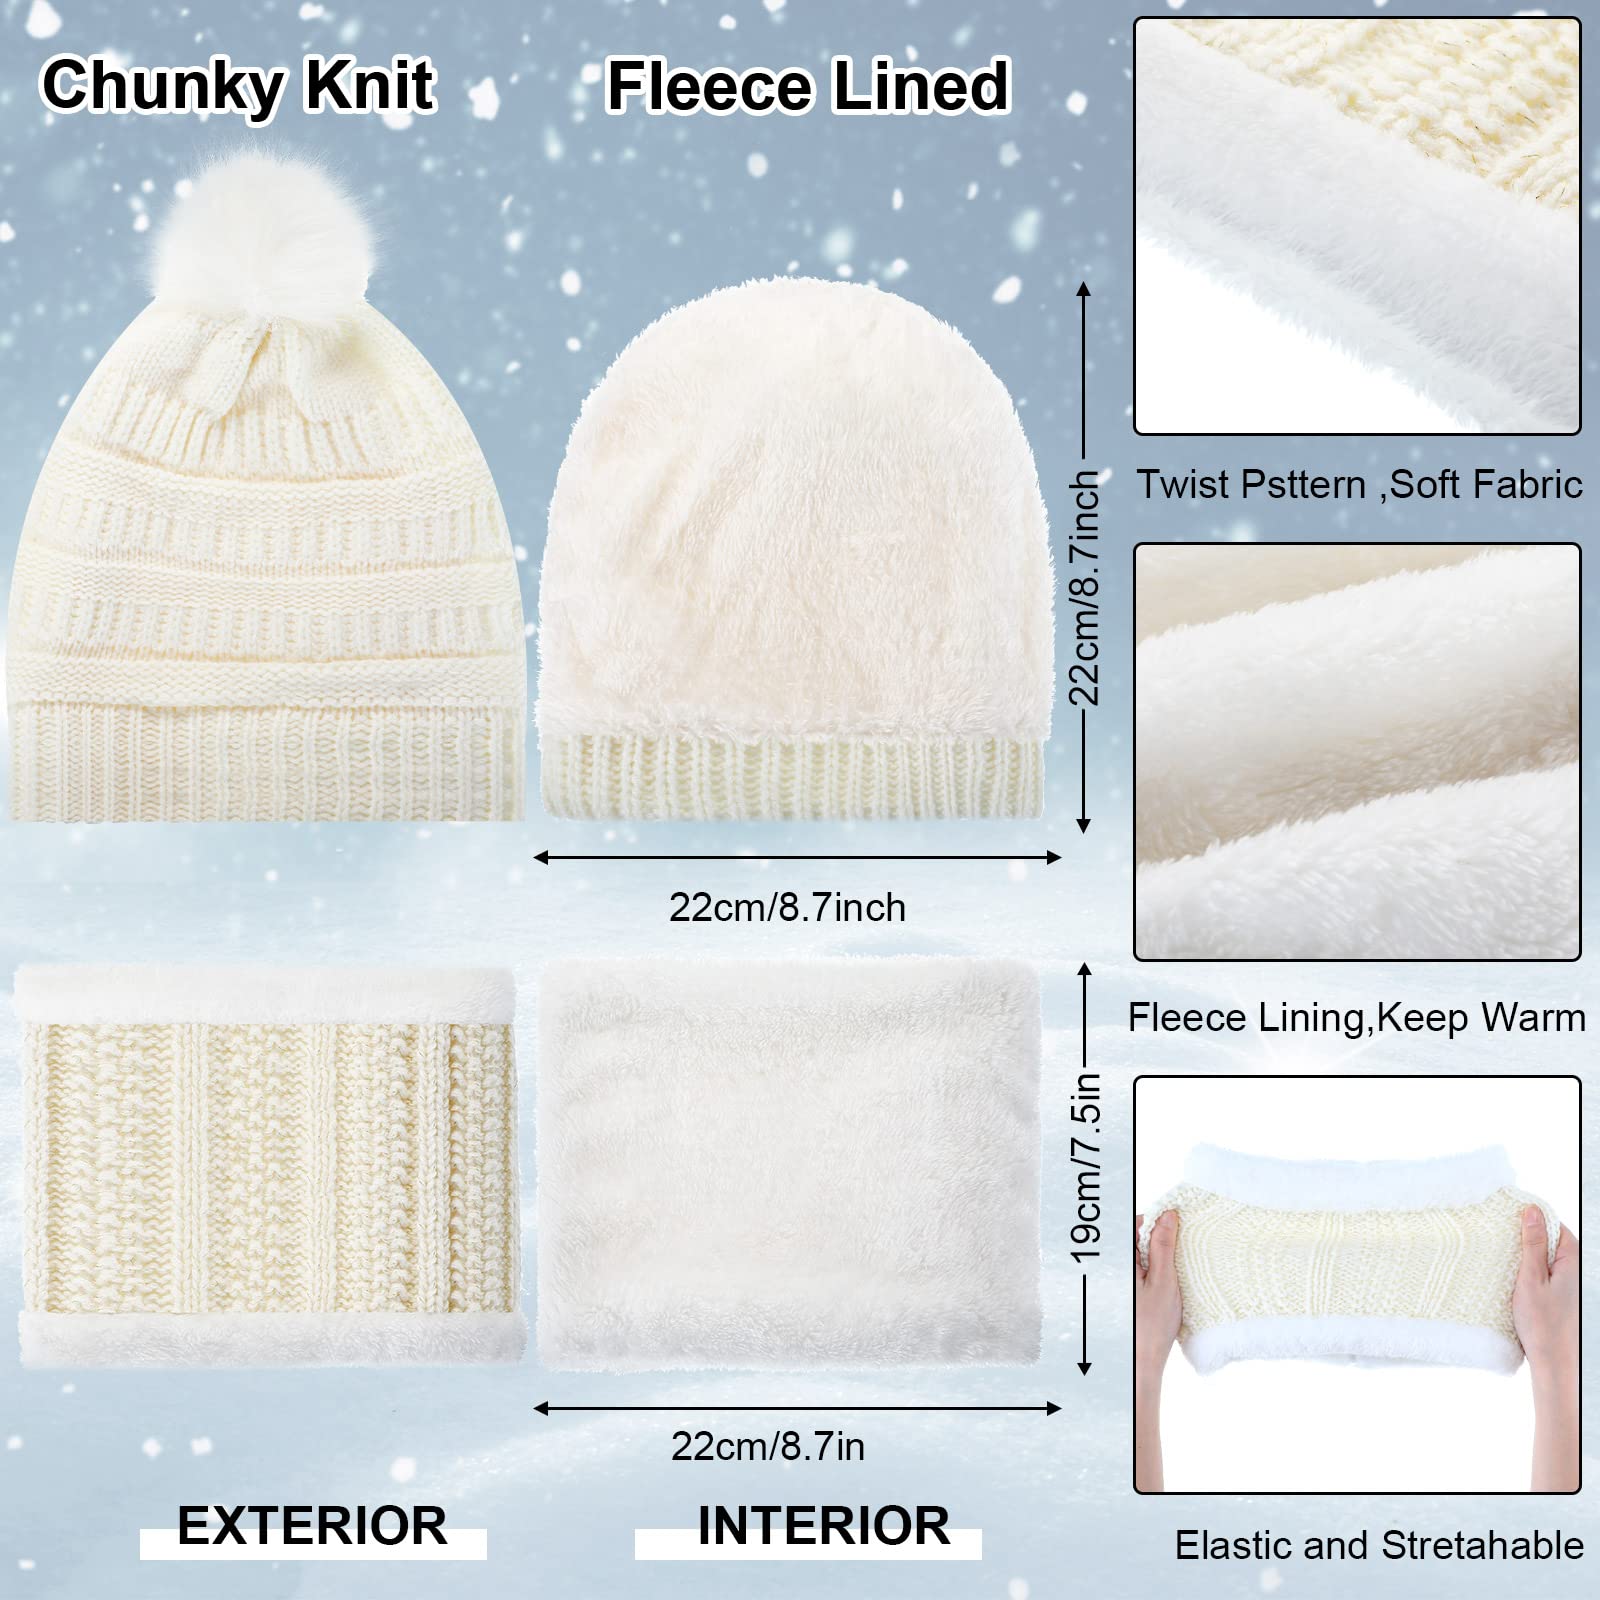 Chunky Knit
Fleece Lined
22cm/8.7inch
22cm/8.7inch
19cm/7.5in
22cm/8.7in
EXTERIOR
INTERIOR
Twist Psttern ,Soft Fabric
Fleece Lining,Keep Warm
Elastic and Stretahable